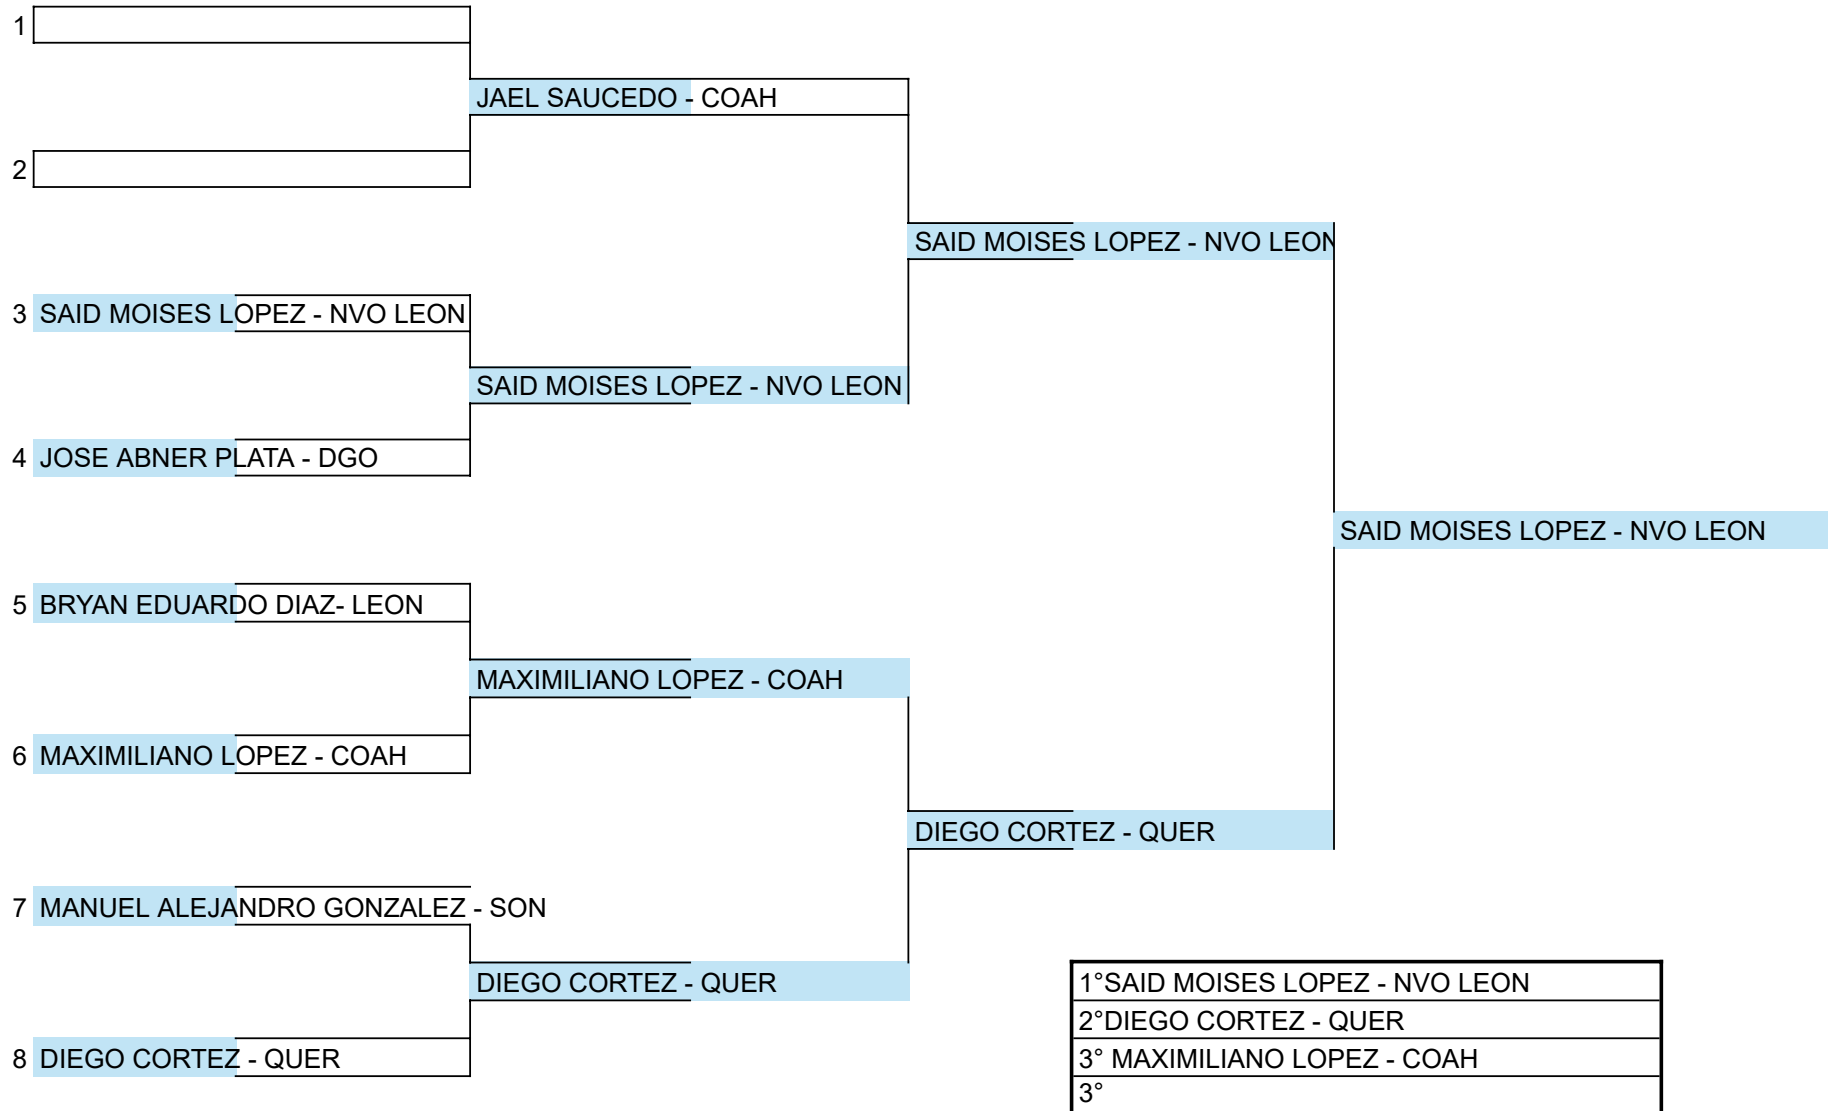 1
JAEL SAUCEDO - COAH
2
SAID MOISES LOPEZ - NVO LEON
3 SAID MOISES LOPEZ - NVO LEON
SAID MOISES LOPEZ - NVO LEON
4 JOSE ABNER PLATA - DGO
SAID MOISES LOPEZ - NVO LEON
5 BRYAN EDUARDO DIAZ- LEON
MAXIMILIANO LOPEZ - COAH
6 MAXIMILIANO LOPEZ - COAH
DIEGO CORTEZ - QUER
7 MANUEL ALEJANDRO GONZALEZ - SON
DIEGO CORTEZ - QUER
8 DIEGO CORTEZ - QUER
1°SAID MOISES LOPEZ - NVO LEON
2°DIEGO CORTEZ - QUER
3° MAXIMILIANO LOPEZ - COAH
3°